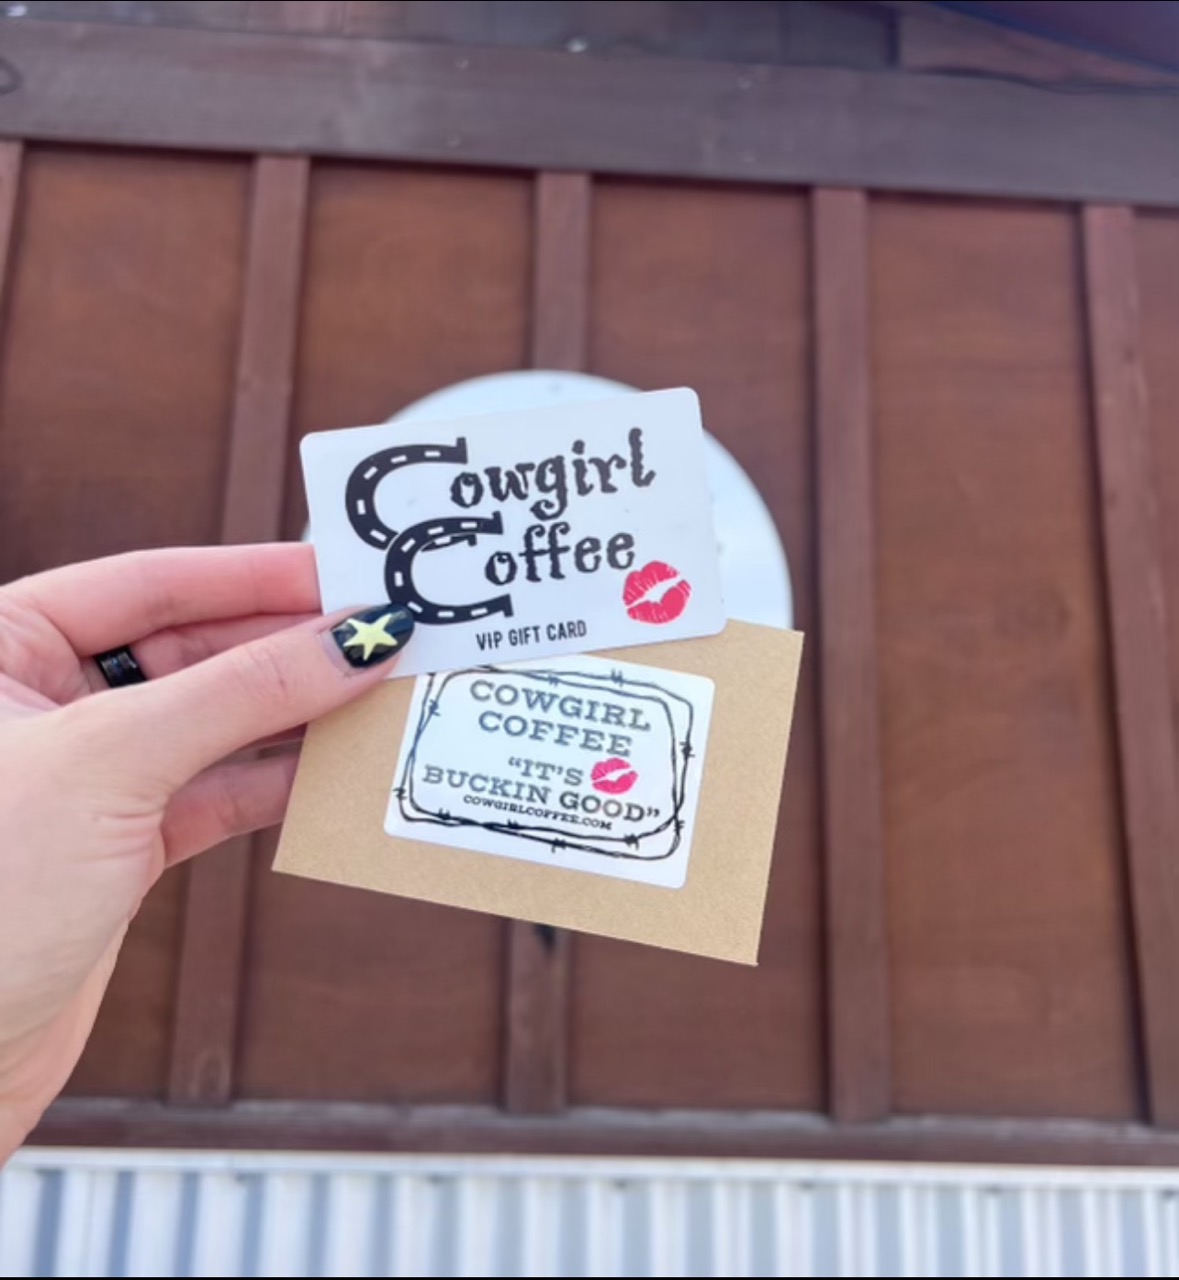 Cowgirl
Coffee
VIP GIFT CARD
COWGIRL
COFFEE
“IT'S
BUCKIN GOOD”
COWGIRLCOFFEE.COM